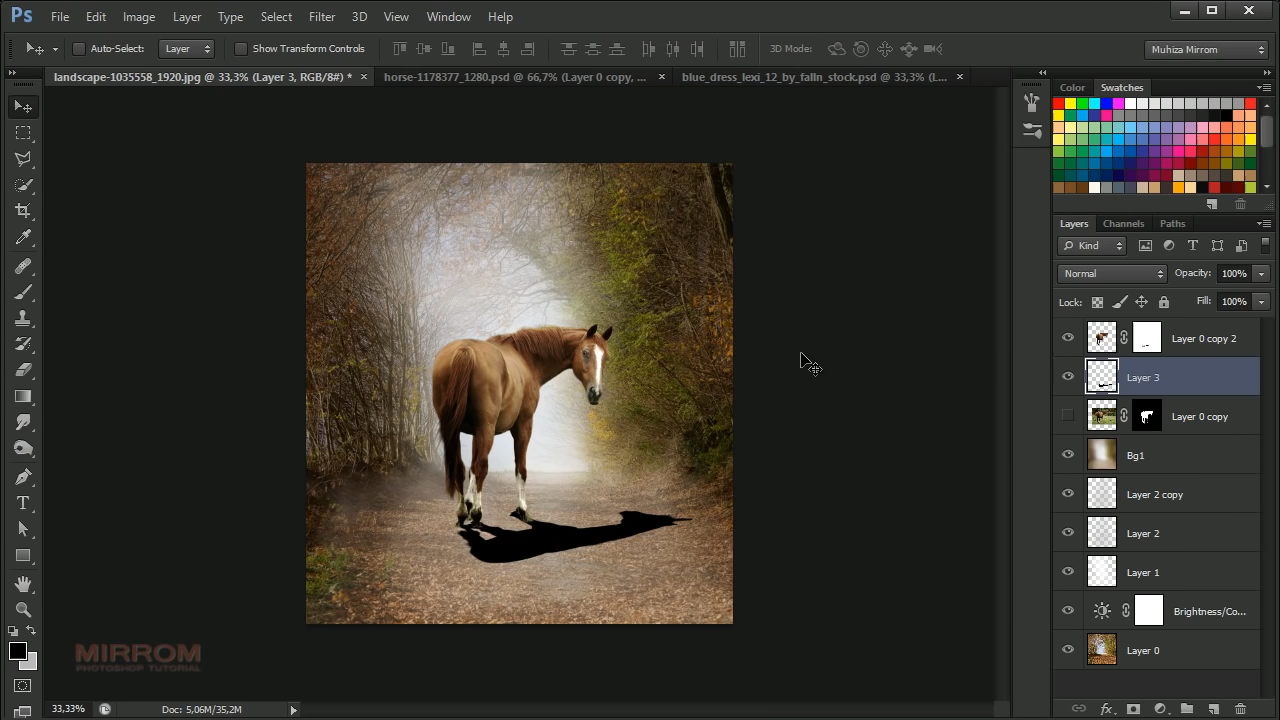 Ps File Edit Image Layer Type Select Filter 3D View Window Help
Auto-Select: Layer Show Transform Controls 3D Mode: Muhiza Mirrom
landscape-1035558_1920.jpg @ 33,3% (Layer 3, RGB/8#) * × horse-1178377_1280.psd @ 66,7% (Layer 0 copy, ... × blue_dress_lexi_12_by_falln_stock.psd @ 33,3% (L... ×
Color Swatches
Layers Channels Paths
Kind
Normal Opacity: 100%
Lock: Fill: 100%
Layer 0 copy 2
Layer 3
Layer 0 copy
Bg1
Layer 2 copy
Layer 2
Layer 1
Brightness/Co...
Layer 0
MIRROM
PHOTOSHOP TUTORIAL
33,33% Doc: 5,06M/35,2M
fx